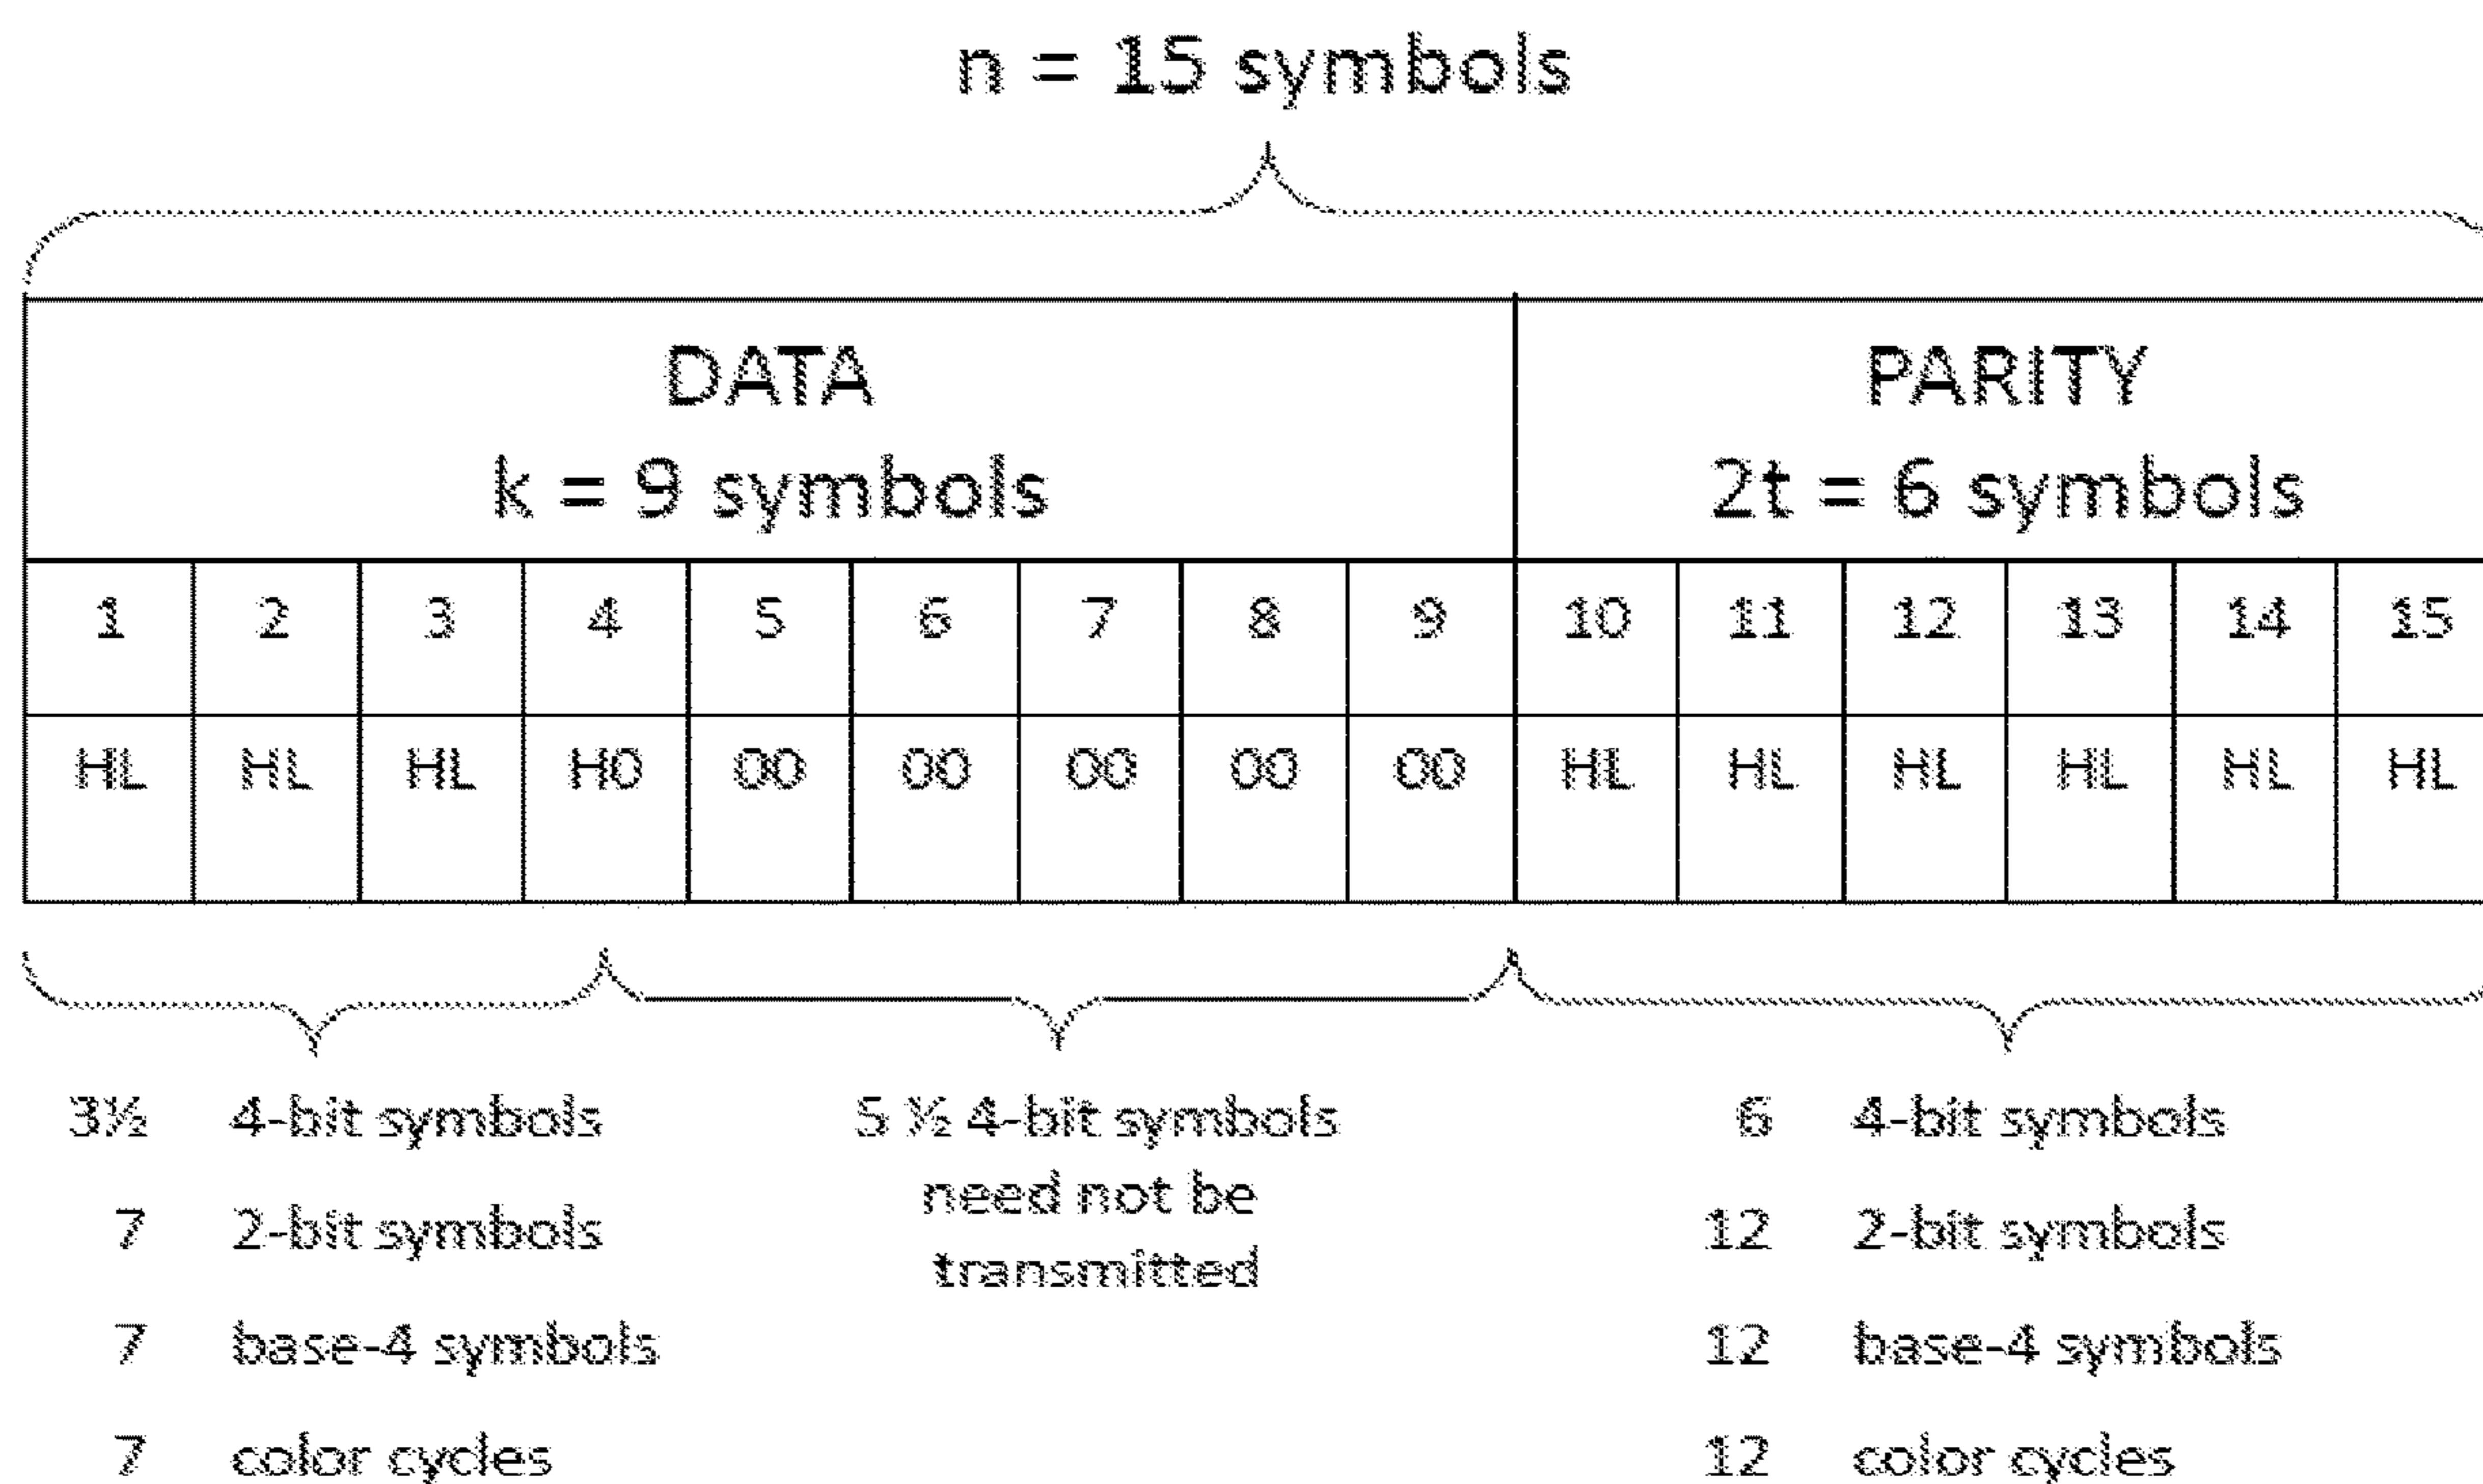 n = 15 symbols
DATA
k = 9 symbols
PARITY
2t = 6 symbols
1 2 3 4 5 6 7 8 9 10 11 12 13 14 15
HL HL HL H0 00 00 00 00 00 HL HL HL HL HL HL
3½ 4-bit symbols
7 2-bit symbols
7 base-4 symbols
7 color cycles
5 ½ 4-bit symbols
need not be
transmitted
6 4-bit symbols
12 2-bit symbols
12 base-4 symbols
12 color cycles